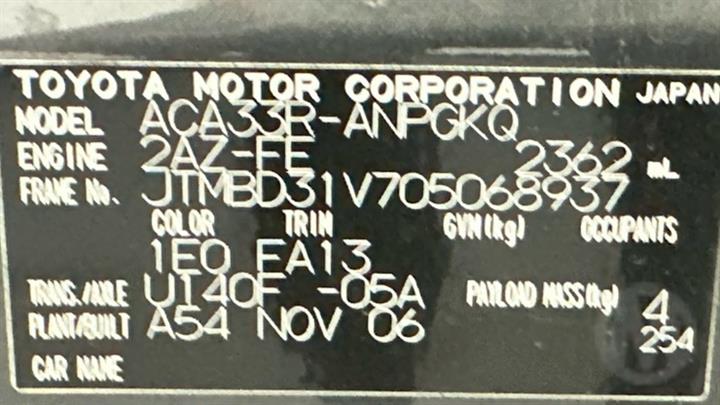 TOYOTA MOTOR CORPORATION JAPAN
MODEL ACA33R-ANPGKQ
ENGINE 2AZ-FE 2362 mL
FRAME No. JTMBD31V705068937
COLOR TRIM GVM(kg) OCCUPANTS
1E0 FA13
TRANS./AXLE U140F -05A PAYLOAD MASS(kg) 4
PLANT/BUILT A54 NOV 06 254
CAR NAME